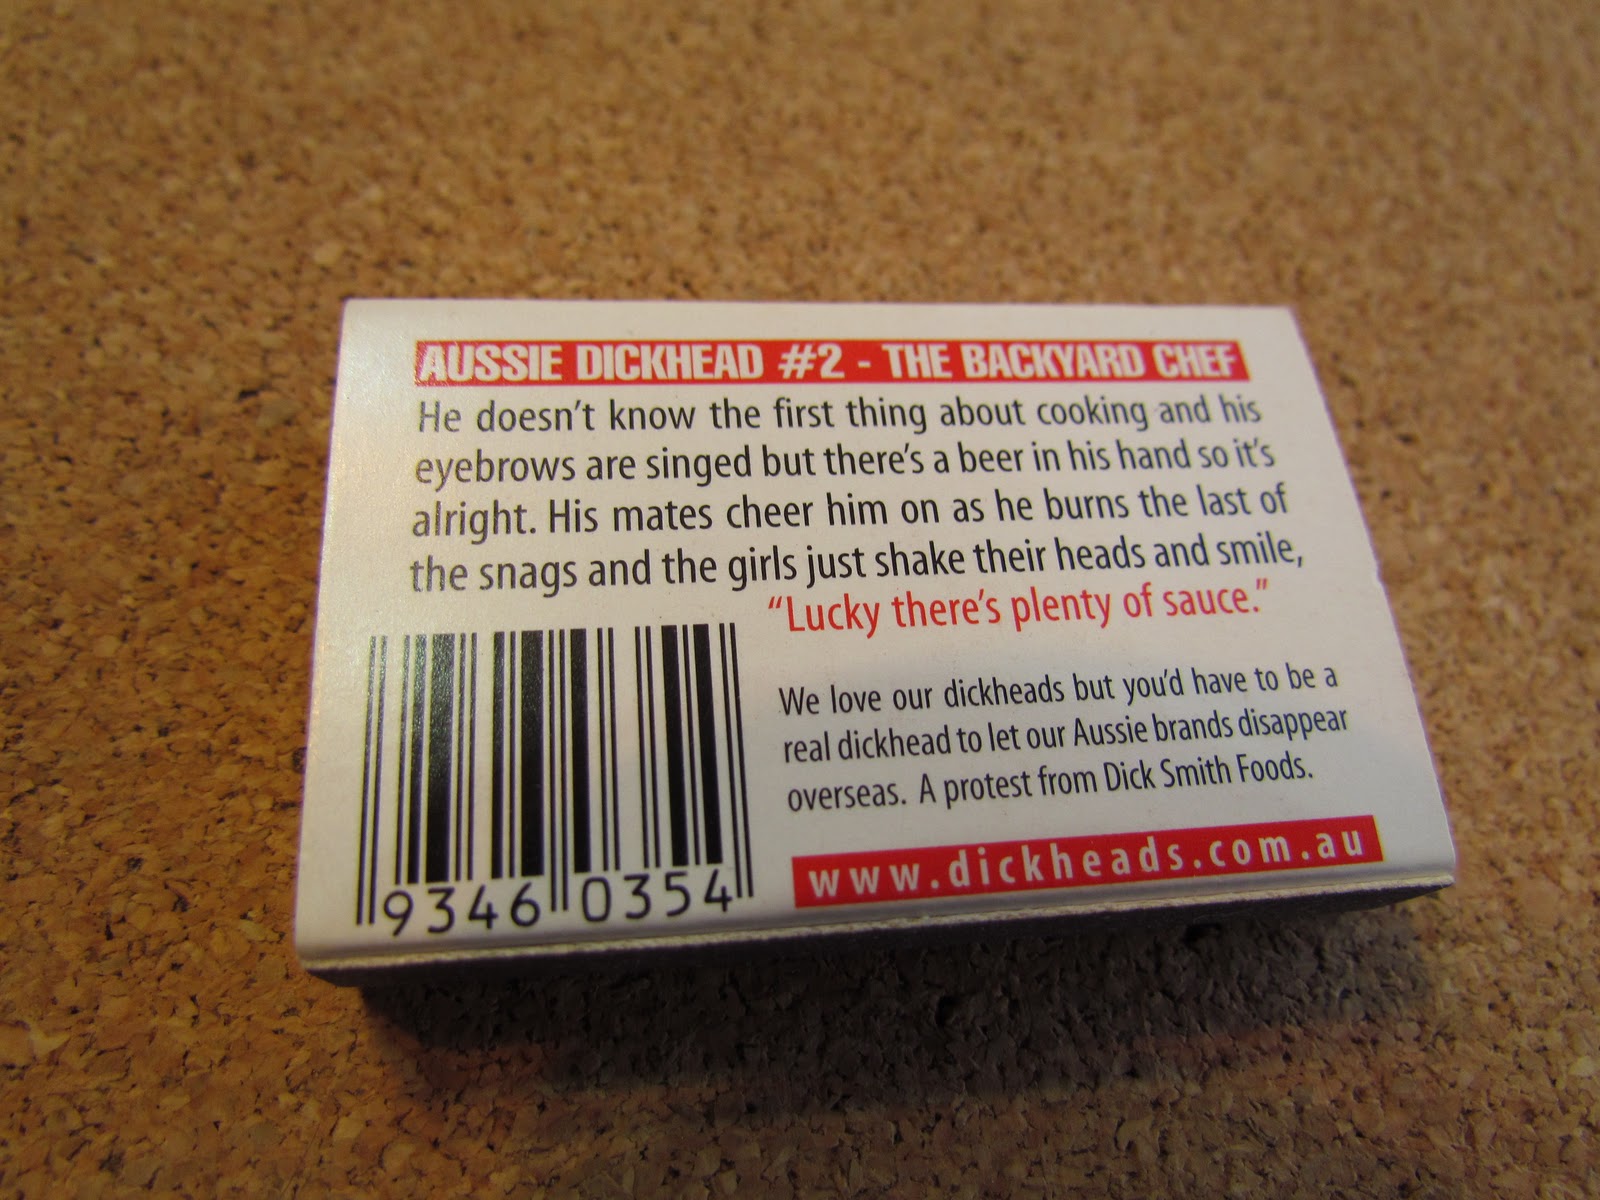 AUSSIE DICKHEAD #2 - THE BACKYARD CHEF
He doesn't know the first thing about cooking and his
eyebrows are singed but there's a beer in his hand so it's
alright. His mates cheer him on as he burns the last of
the snags and the girls just shake their heads and smile,
"Lucky there's plenty of sauce."
We love our dickheads but you'd have to be a
real dickhead to let our Aussie brands disappear
overseas. A protest from Dick Smith Foods.
www.dickheads.com.au
9346 0354